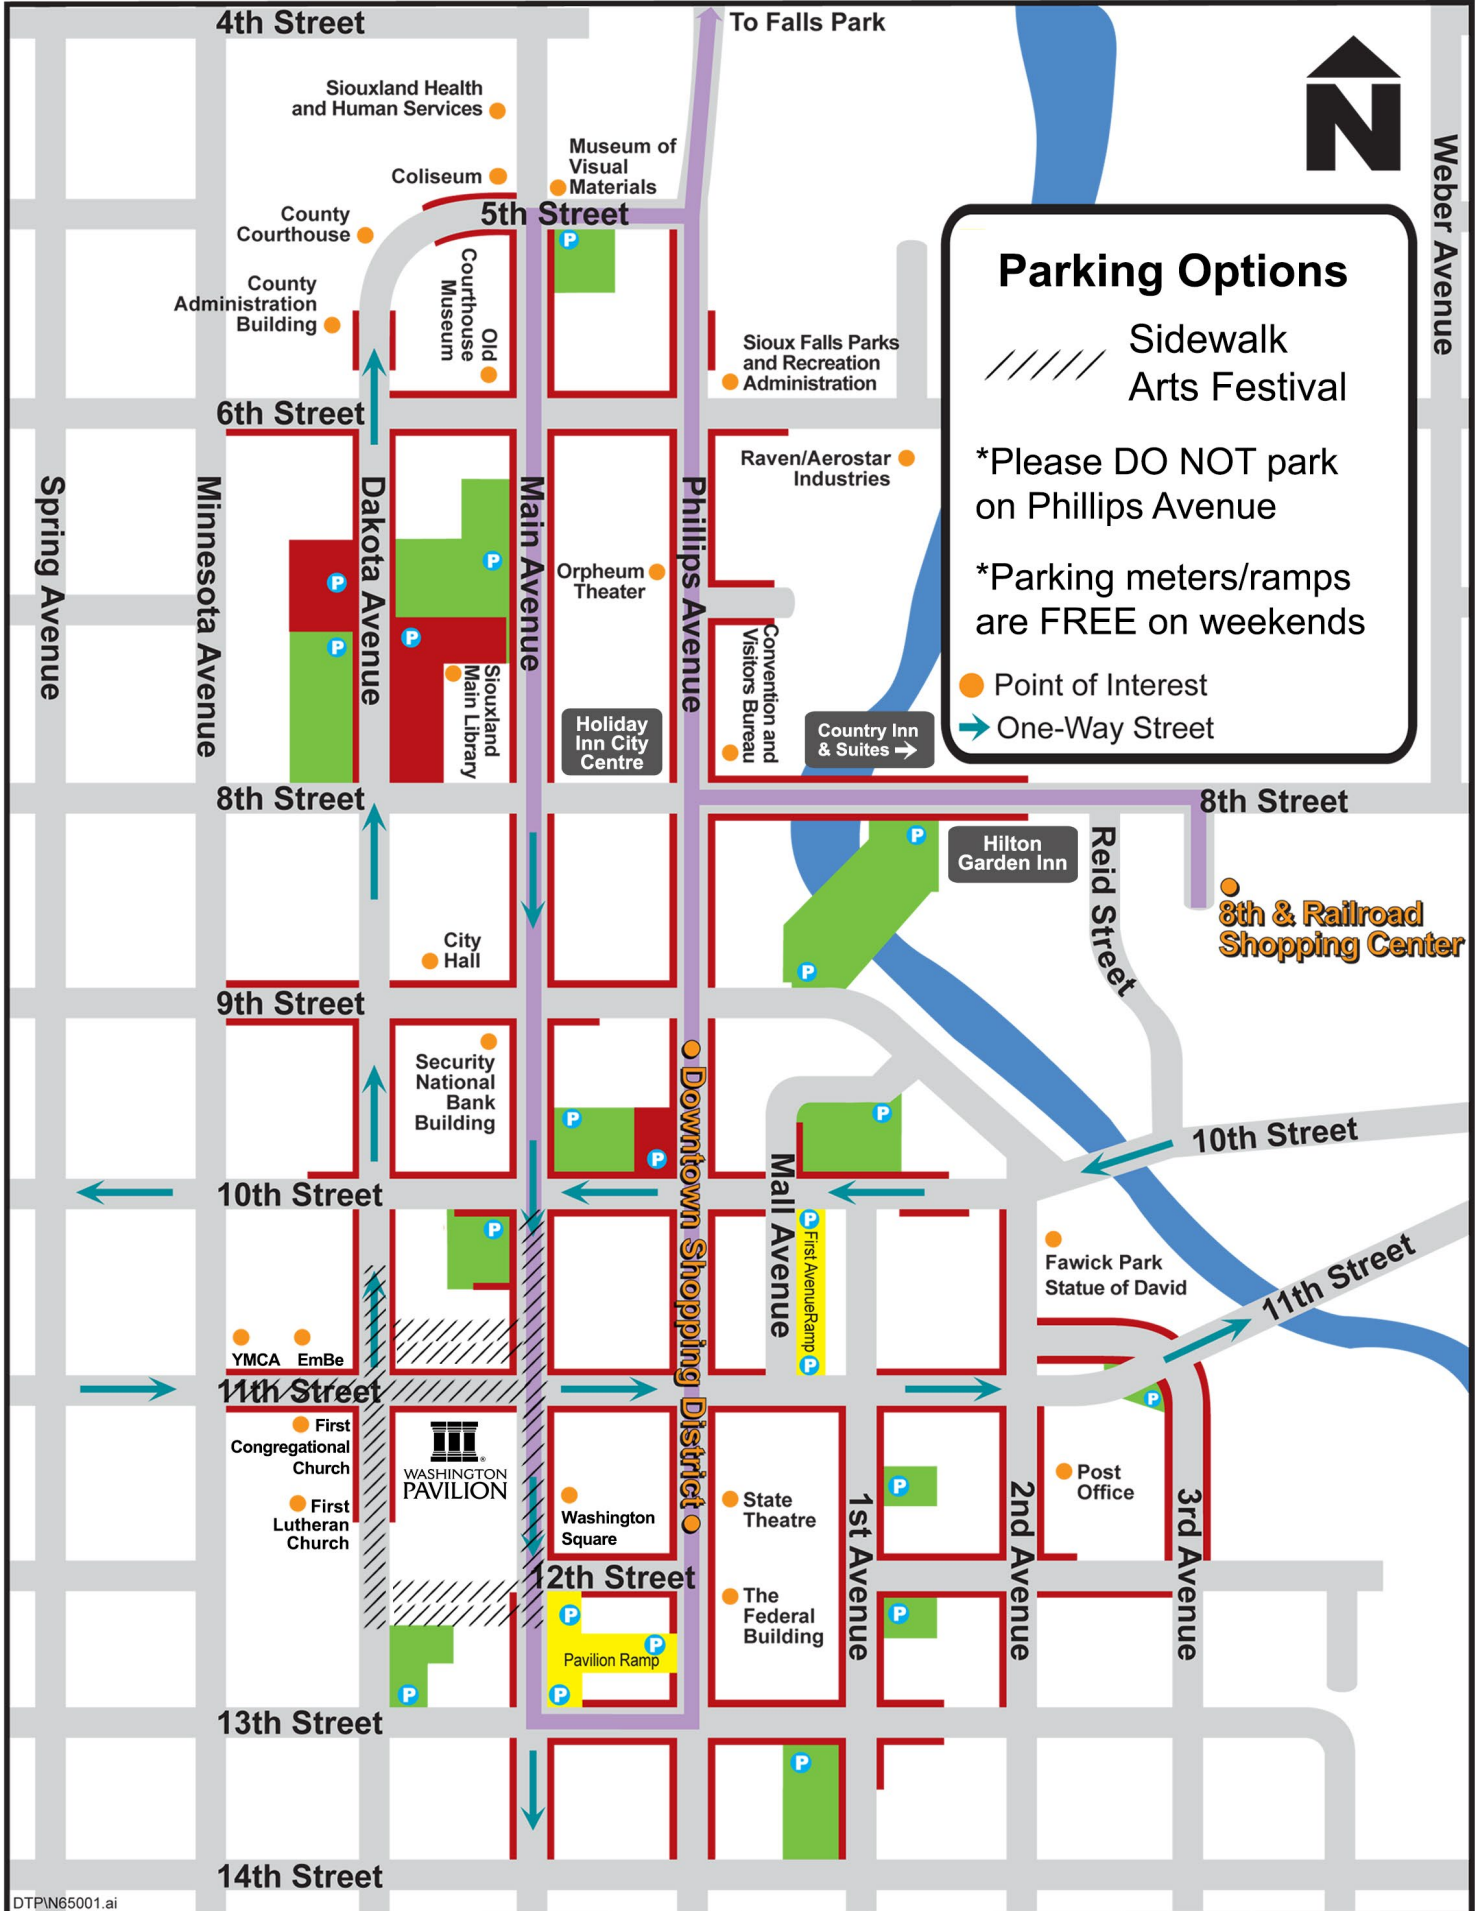 4th Street
To Falls Park
N
Siouxland Health
and Human Services
Museum of
Visual
Materials
Coliseum
5th Street
County
Courthouse
P
Weber Avenue
County
Administration
Building
Old
Courthouse
Museum
Parking Options
Sidewalk
Arts Festival
*Please DO NOT park
on Phillips Avenue
*Parking meters/ramps
are FREE on weekends
Point of Interest
One-Way Street
Sioux Falls Parks
and Recreation
Administration
6th Street
Raven/Aerostar
Industries
Spring Avenue
Minnesota Avenue
Dakota Avenue
Main Avenue
Phillips Avenue
P
P
P
P
Orpheum
Theater
Siouxland
Main Library
Convention and
Visitors Bureau
Holiday
Inn City
Centre
Country Inn
& Suites
8th Street
8th Street
P
Hilton
Garden Inn
Reid Street
8th & Railroad
Shopping Center
City
Hall
P
9th Street
Security
National
Bank
Building
Downtown Shopping District
P
P
P
10th Street
10th Street
Mall Avenue
P
P
First AvenueRamp
P
Fawick Park
Statue of David
11th Street
YMCA
EmBe
11th Street
P
First
Congregational
Church
WASHINGTON
PAVILION
®
First
Lutheran
Church
Washington
Square
State
Theatre
P
Post
Office
1st Avenue
2nd Avenue
3rd Avenue
12th Street
P
P
Pavilion Ramp
P
The
Federal
Building
P
P
13th Street
P
14th Street
DTP\N65001.ai